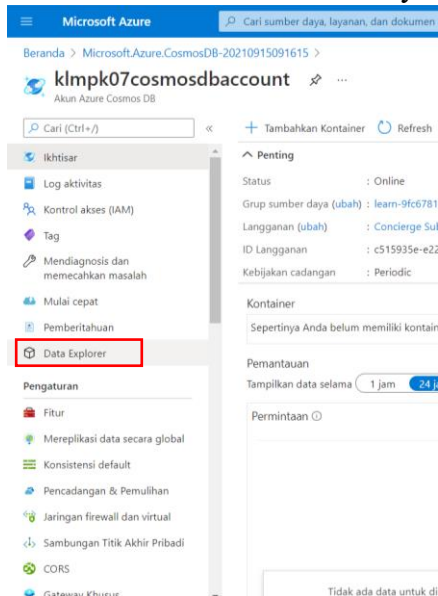 Microsoft Azure
Cari sumber daya, layanan, dan dokumen
Beranda > Microsoft.Azure.CosmosDB-20210915091615 >
klmpk07cosmosdbaccount ...
Akun Azure Cosmos DB
Cari (Ctrl+/) «
+ Tambahkan Kontainer Refresh
Ikhtisar
Log aktivitas
Kontrol akses (IAM)
Tag
Mendiagnosis dan
memecahkan masalah
Mulai cepat
Pemberitahuan
Data Explorer
Pengaturan
Fitur
Mereplikasi data secara global
Konsistensi default
Pencadangan & Pemulihan
Jaringan firewall dan virtual
Sambungan Titik Akhir Pribadi
CORS
Gateway Khusus
Penting
Status : Online
Grup sumber daya (ubah) : learn-9fc6781
Langganan (ubah) : Concierge Sul
ID Langganan : c515935e-e22
Kebijakan cadangan : Periodic
Kontainer
Sepertinya Anda belum memiliki kontain
Pemantauan
Tampilkan data selama 1 jam 24 ja
Permintaan
Tidak ada data untuk di